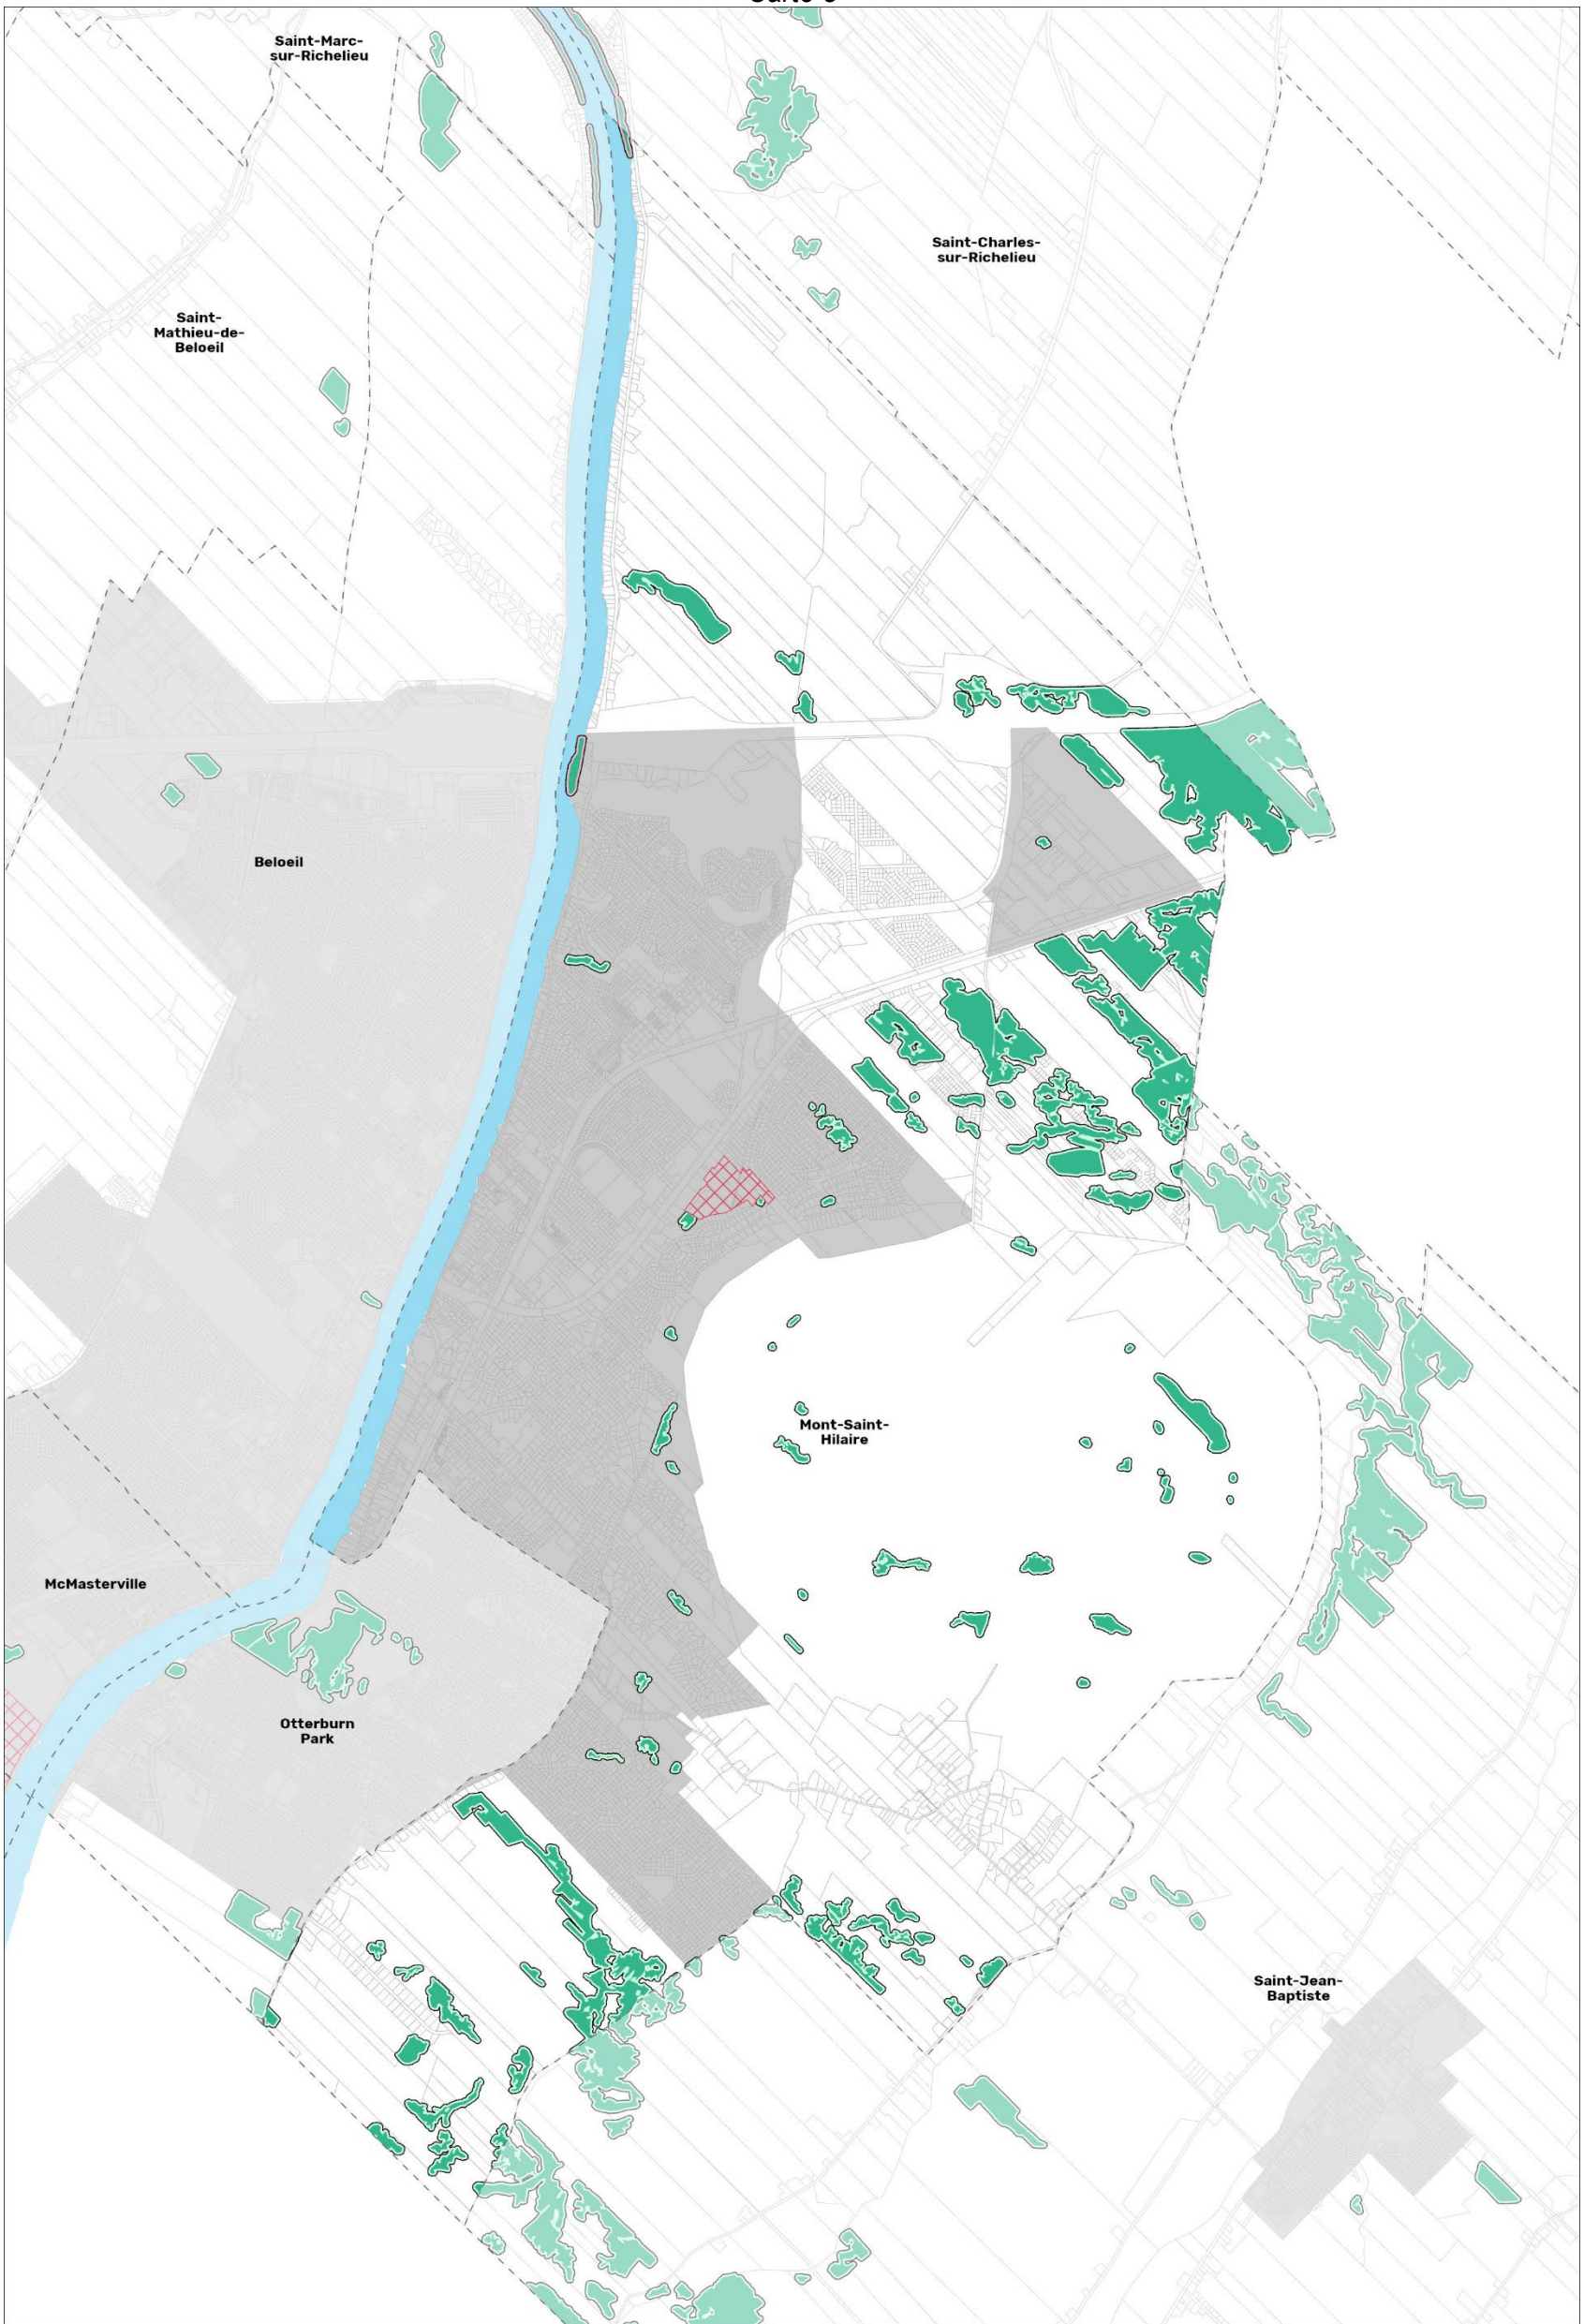 Saint-Marc-
sur-Richelieu
Saint-Charles-
sur-Richelieu
Saint-
Mathieu-de-
Beloeil
Beloeil
Mont-Saint-
Hilaire
McMasterville
Otterburn
Park
Saint-Jean-
Baptiste